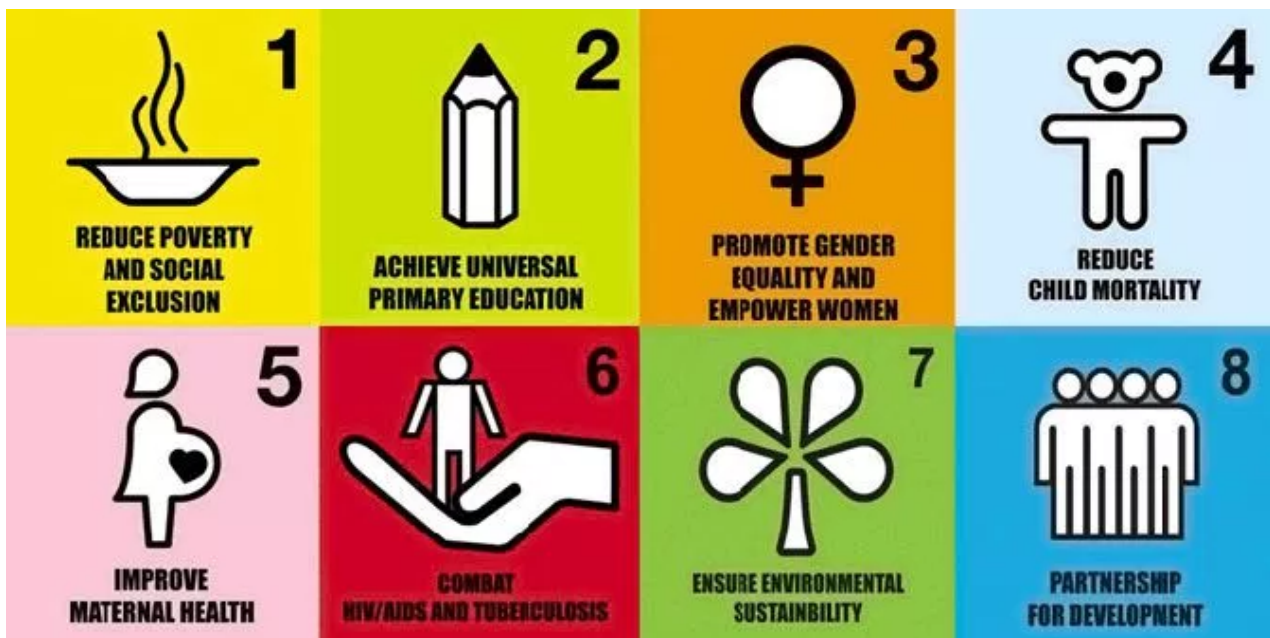 1
REDUCE POVERTY
AND SOCIAL
EXCLUSION
2
ACHIEVE UNIVERSAL
PRIMARY EDUCATION
3
PROMOTE GENDER
EQUALITY AND
EMPOWER WOMEN
4
REDUCE
CHILD MORTALITY
5
IMPROVE
MATERNAL HEALTH
6
COMBAT
HIV/AIDS AND TUBERCULOSIS
7
ENSURE ENVIRONMENTAL
SUSTAINBILITY
8
PARTNERSHIP
FOR DEVELOPMENT